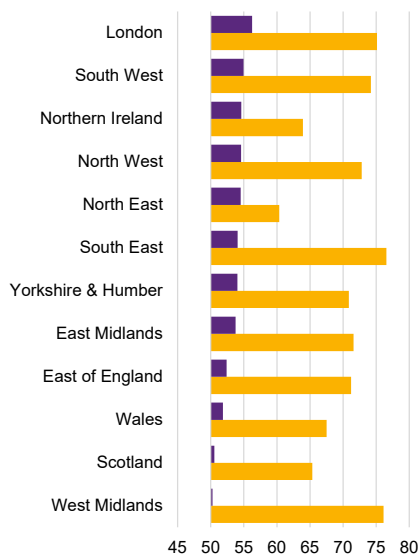 London
South West
Northern Ireland
North West
North East
South East
Yorkshire & Humber
East Midlands
East of England
Wales
Scotland
West Midlands
45 50 55 60 65 70 75 80